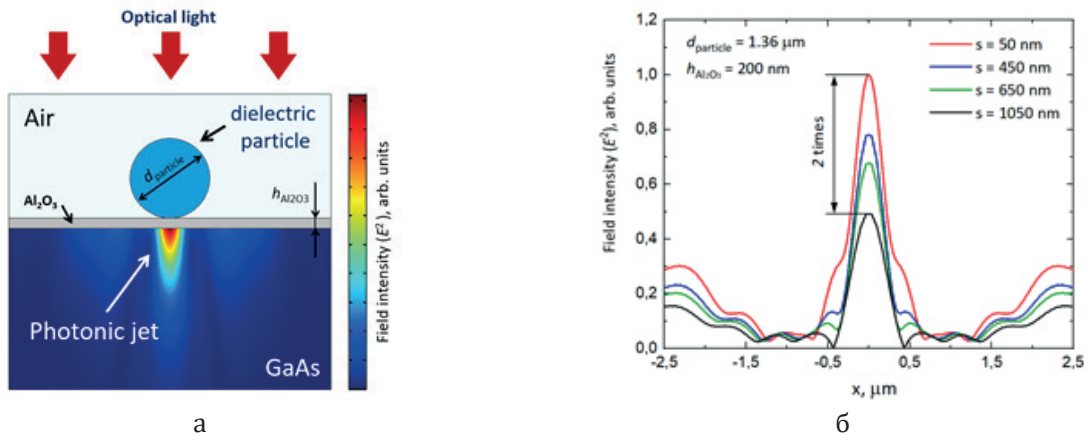 Optical light
Air
dielectric
particle
d particle
Al₂O₃
h Al2O3
Photonic jet
GaAs
Field intensity (E²), arb. units
а
Field intensity (E²), arb. units
1,0
0,8
0,6
0,4
0,2
0,0
d particle = 1.36 μm
h Al₂O₃ = 200 nm
2 times
s = 50 nm
s = 450 nm
s = 650 nm
s = 1050 nm
-2,5 -1,5 -0,5 0,5 1,5 2,5
x, μm
б